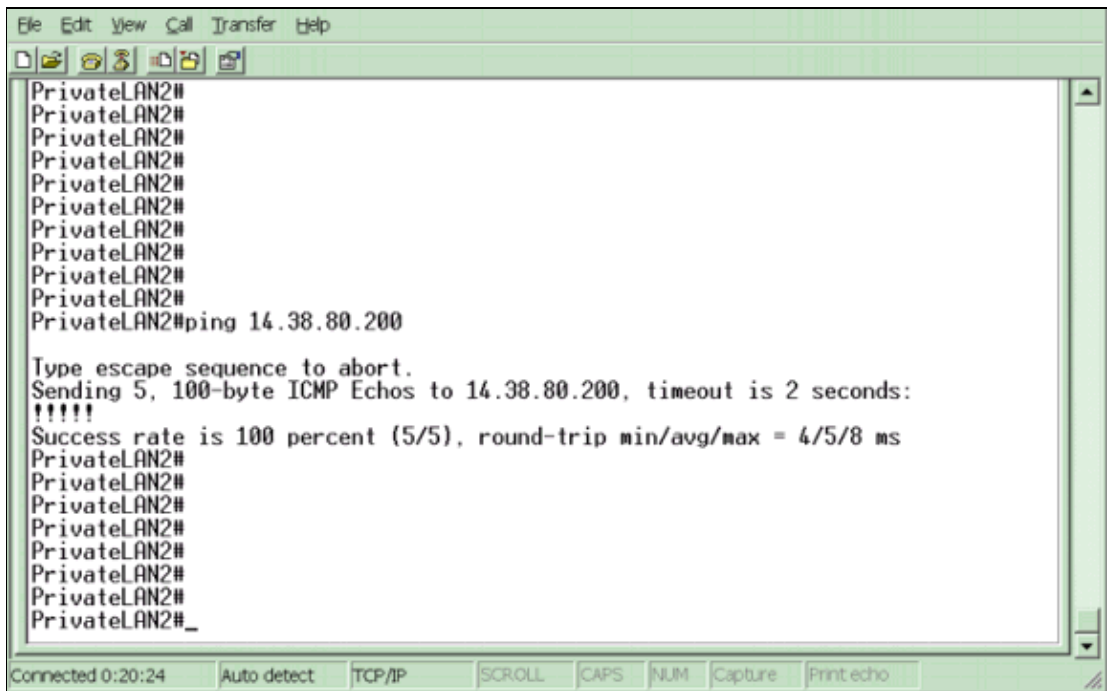 File Edit View Call Transfer Help
PrivateLAN2#
PrivateLAN2#
PrivateLAN2#
PrivateLAN2#
PrivateLAN2#
PrivateLAN2#
PrivateLAN2#
PrivateLAN2#
PrivateLAN2#
PrivateLAN2#
PrivateLAN2#ping 14.38.80.200
Type escape sequence to abort.
Sending 5, 100-byte ICMP Echos to 14.38.80.200, timeout is 2 seconds:
!!!!!
Success rate is 100 percent (5/5), round-trip min/avg/max = 4/5/8 ms
PrivateLAN2#
PrivateLAN2#
PrivateLAN2#
PrivateLAN2#
PrivateLAN2#
PrivateLAN2#
PrivateLAN2#
PrivateLAN2#_
Connected 0:20:24 Auto detect TCP/IP SCROLL CAPS NUM Capture Print echo